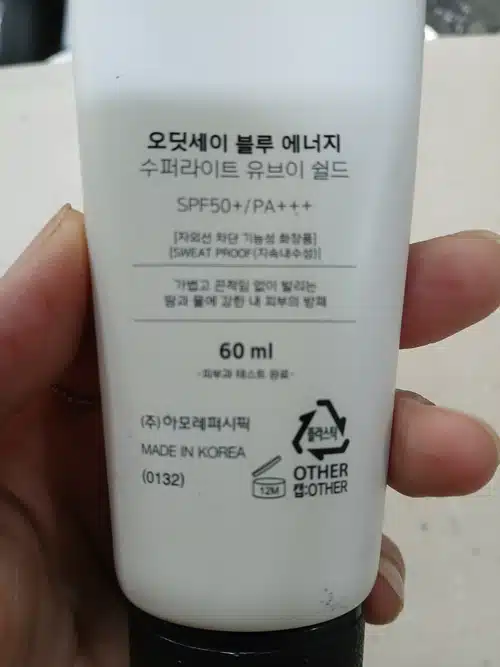 오딧세이 블루 에너지
수퍼라이트 유브이 쉴드
SPF50+/PA+++
[자외선 차단 기능성 화장품]
[SWEAT PROOF(지속내수성)]
가볍고 끈적임 없이 발리는
땀과 물에 강한 내 피부의 방패
60 ml
-피부과 테스트 완료-
(주)아모레퍼시픽
MADE IN KOREA
(0132)
12M
플라스틱
OTHER
캡:OTHER